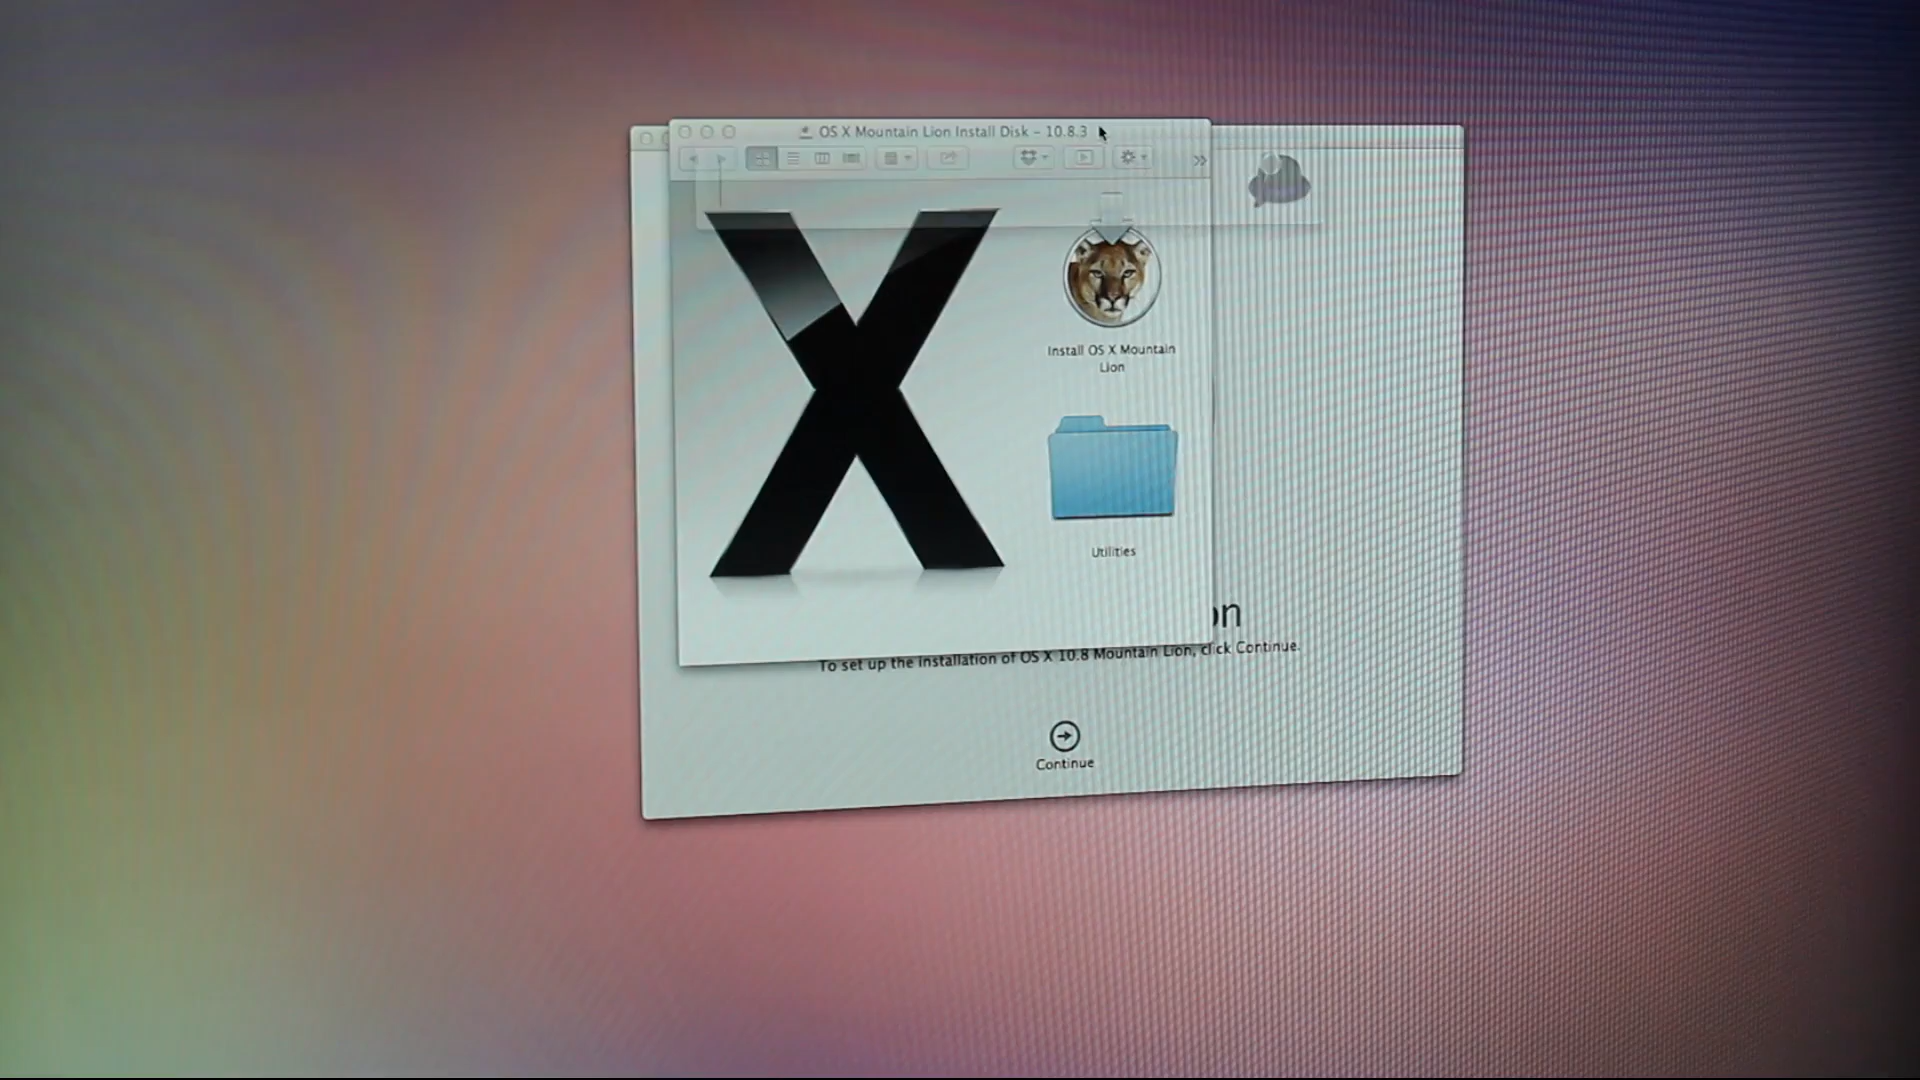 OS X Mountain Lion Install Disk – 10.8.3
Install OS X Mountain
Lion
Utilities
on
To set up the installation of OS X 10.8 Mountain Lion, click Continue.
Continue